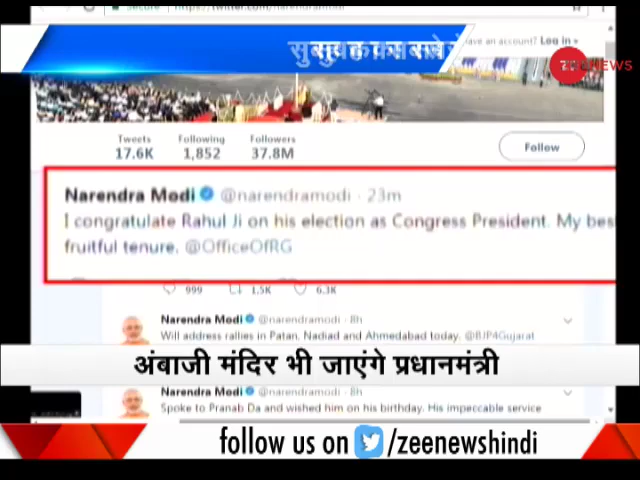 https://twitter.com/narendramodi
have an account? Log in
ZEE NEWS
Tweets Following Followers
17.6K 1,852 37.8M
Follow
Narendra Modi @narendramodi · 23m
I congratulate Rahul Ji on his election as Congress President. My bes
fruitful tenure. @OfficeOfRG
999 1.5K 6.3K
Narendra Modi @narendramodi · 8h
Will address rallies in Patan, Nadiad and Ahmedabad today. @BJP4Gujarat
अंबाजी मंदिर भी जाएंगे प्रधानमंत्री
Narendra Modi @narendramodi · 8h
Spoke to Pranab Da and wished him on his birthday. His impeccable service
follow us on /zeenewshindi